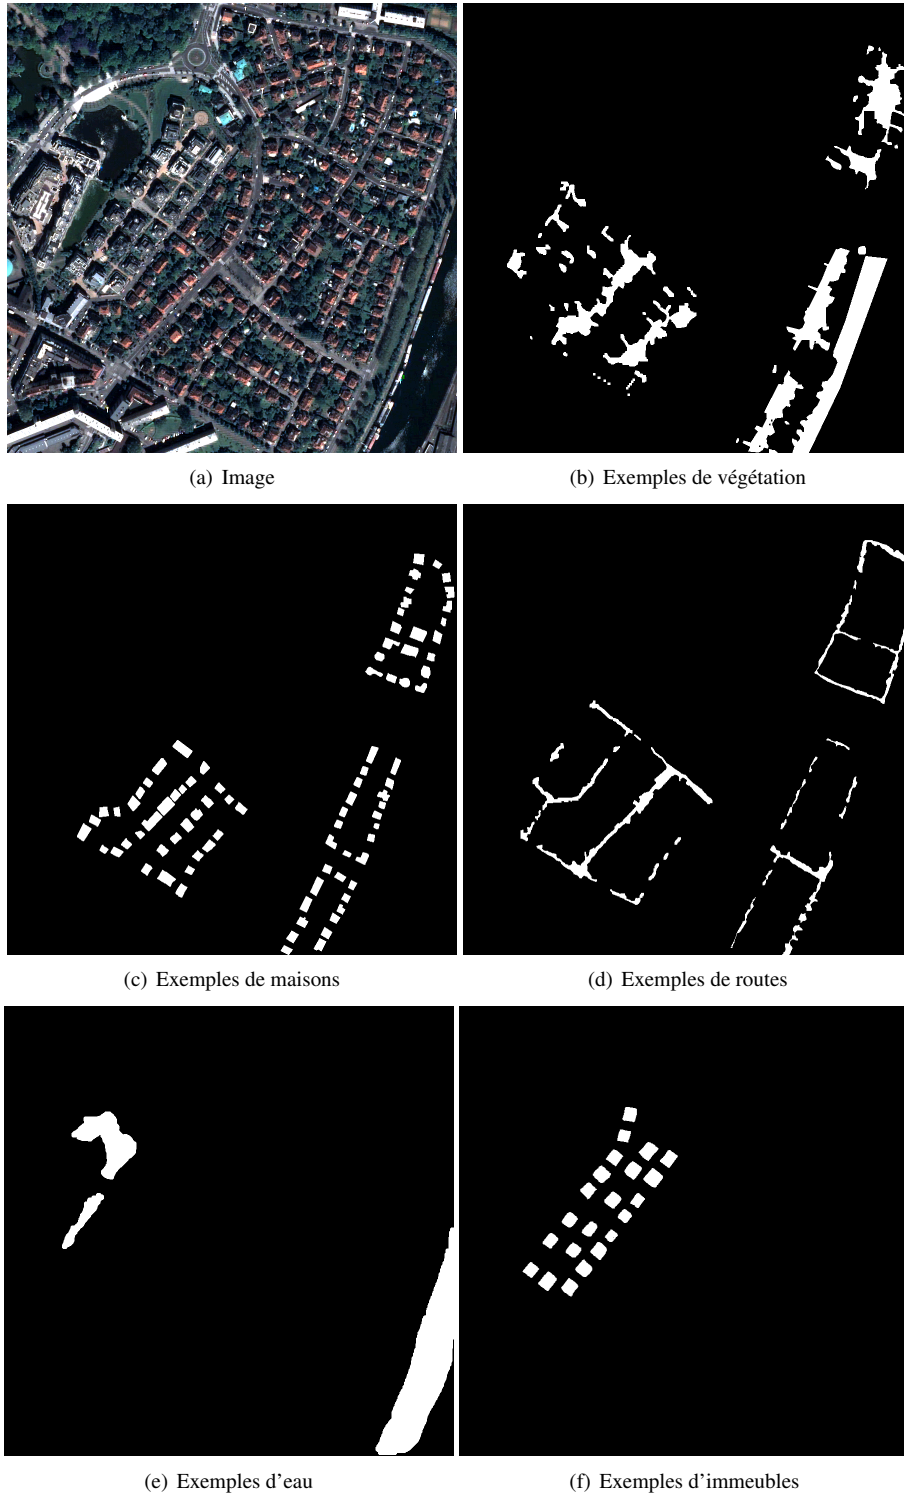 (a) Image
(b) Exemples de végétation
(c) Exemples de maisons
(d) Exemples de routes
(e) Exemples d'eau
(f) Exemples d'immeubles